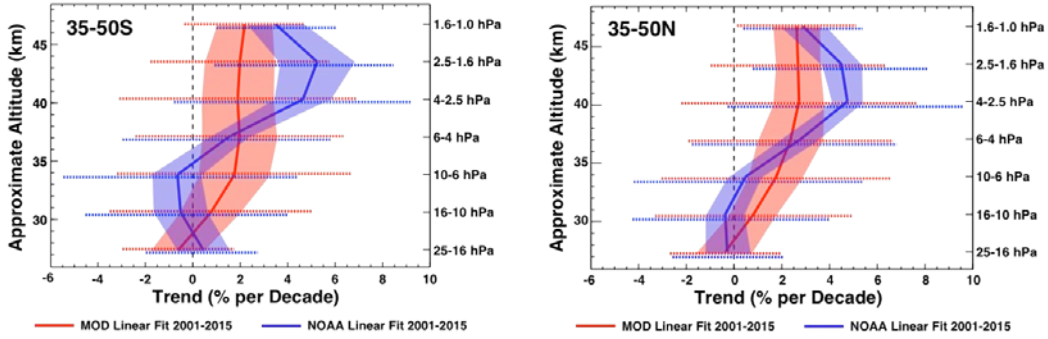 35-50S
Approximate Altitude (km)
45
40
35
30
1.6-1.0 hPa
2.5-1.6 hPa
4-2.5 hPa
6-4 hPa
10-6 hPa
16-10 hPa
25-16 hPa
-6 -4 -2 0 2 4 6 8 10
Trend (% per Decade)
MOD Linear Fit 2001-2015 NOAA Linear Fit 2001-2015
35-50N
Approximate Altitude (km)
45
40
35
30
1.6-1.0 hPa
2.5-1.6 hPa
4-2.5 hPa
6-4 hPa
10-6 hPa
16-10 hPa
25-16 hPa
-6 -4 -2 0 2 4 6 8 10
Trend (% per Decade)
MOD Linear Fit 2001-2015 NOAA Linear Fit 2001-2015